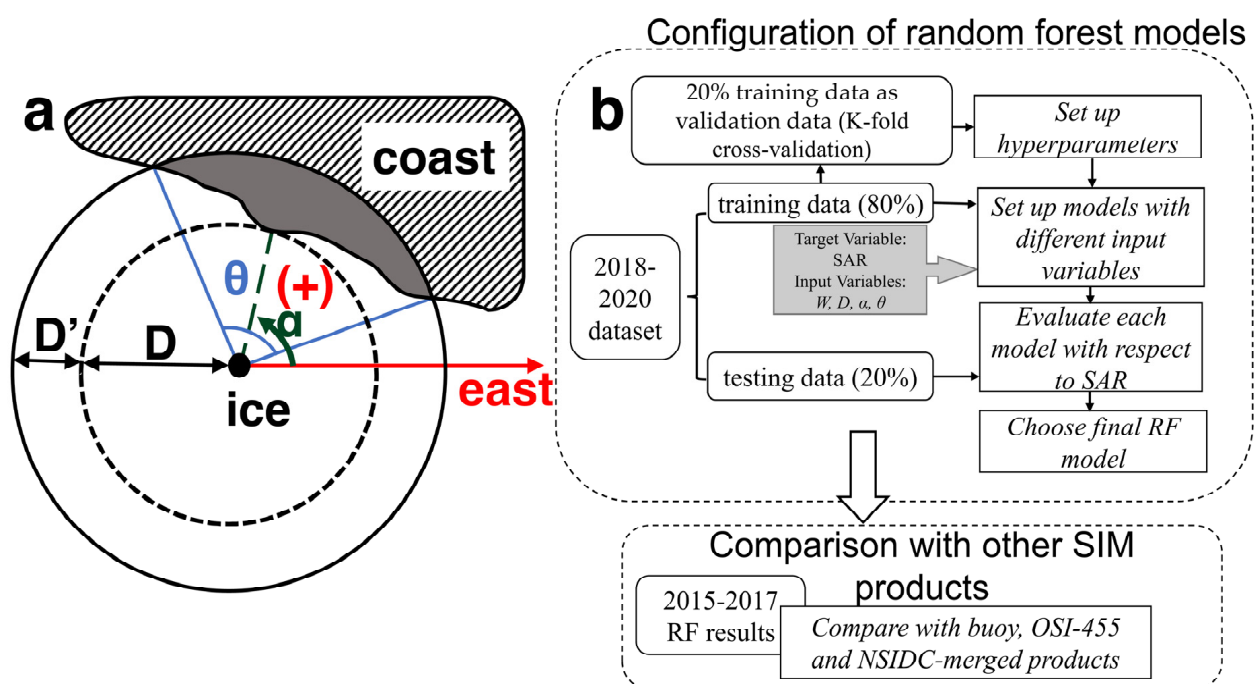 a
coast
θ
(+)
α
D’
D
east
ice
Configuration of random forest models
b
20% training data as
validation data (K-fold
cross-validation)
Set up
hyperparameters
training data (80%)
Set up models with
different input
variables
Target Variable:
SAR
Input Variables:
W, D, α, θ
2018-
2020
dataset
Evaluate each
model with respect
to SAR
testing data (20%)
Choose final RF
model
Comparison with other SIM
products
2015-2017
RF results
Compare with buoy, OSI-455
and NSIDC-merged products